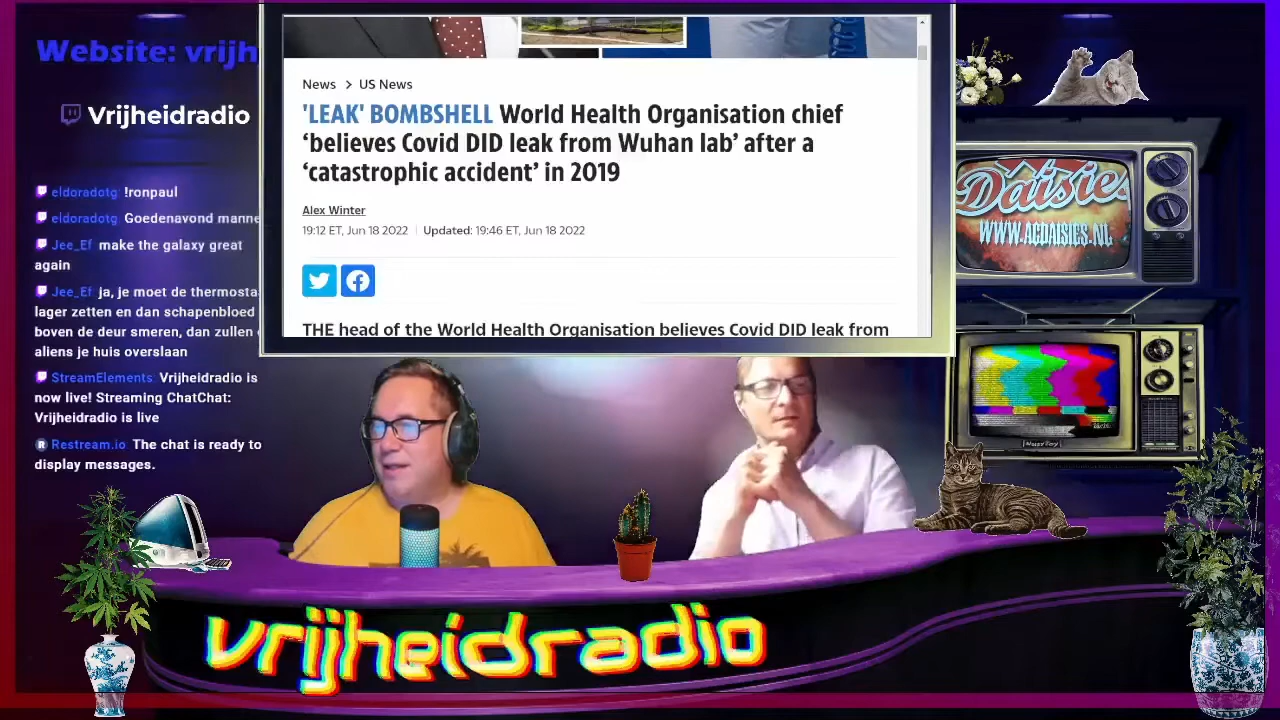 Website: vrijh
Vrijheidradio
eldoradotg !ronpaul
eldoradotg Goedenavond manne
Jee_Ef make the galaxy great
again
Jee_Ef ja, je moet de thermosta
lager zetten en dan schapenbloed
boven de deur smeren, dan zullen
aliens je huis overslaan
StreamElements Vrijheidradio is
now live! Streaming ChatChat:
Vrijheidradio is live
R Restream.io The chat is ready to
display messages.
News > US News
'LEAK' BOMBSHELL World Health Organisation chief
‘believes Covid DID leak from Wuhan lab’ after a
‘catastrophic accident’ in 2019
Alex Winter
19:12 ET, Jun 18 2022 | Updated: 19:46 ET, Jun 18 2022
THE head of the World Health Organisation believes Covid DID leak from
Daisies
WWW.ACDAISIES.NL
vrijheidradio